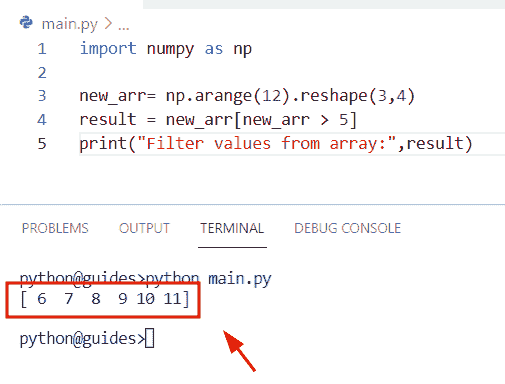 main.py > ...
1 import numpy as np
2
3 new_arr= np.arange(12).reshape(3,4)
4 result = new_arr[new_arr > 5]
5 print("Filter values from array:",result)
PROBLEMS OUTPUT TERMINAL DEBUG CONSOLE
python@guides>python main.py
[ 6  7  8  9 10 11]
python@guides>